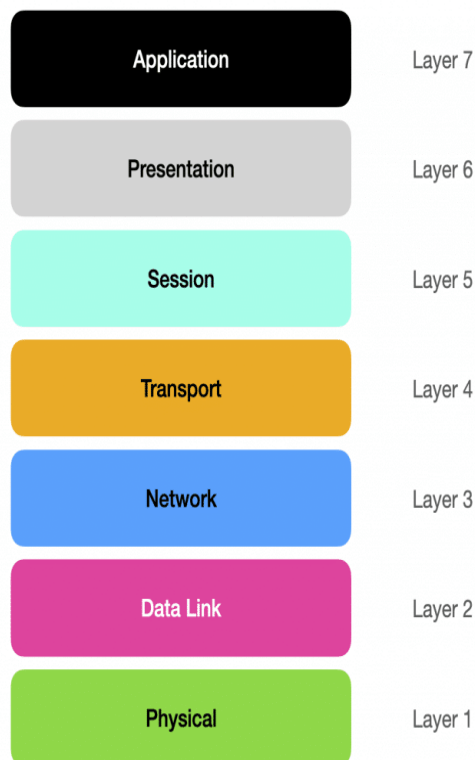 Application Layer 7
Presentation Layer 6
Session Layer 5
Transport Layer 4
Network Layer 3
Data Link Layer 2
Physical Layer 1